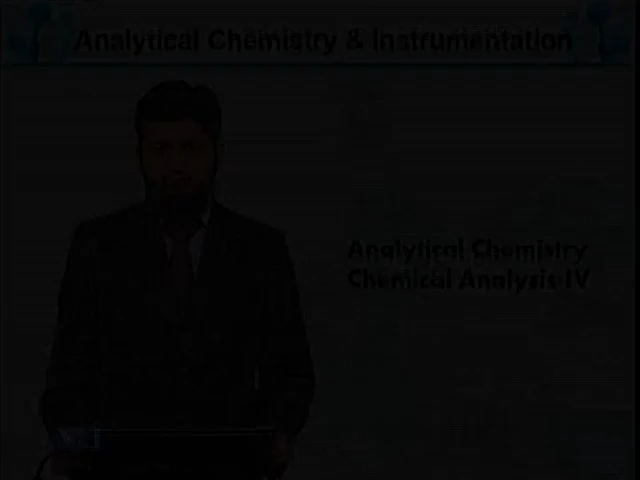 Analytical Chemistry & Instrumentation
Analytical Chemistry
Chemical Analysis IV